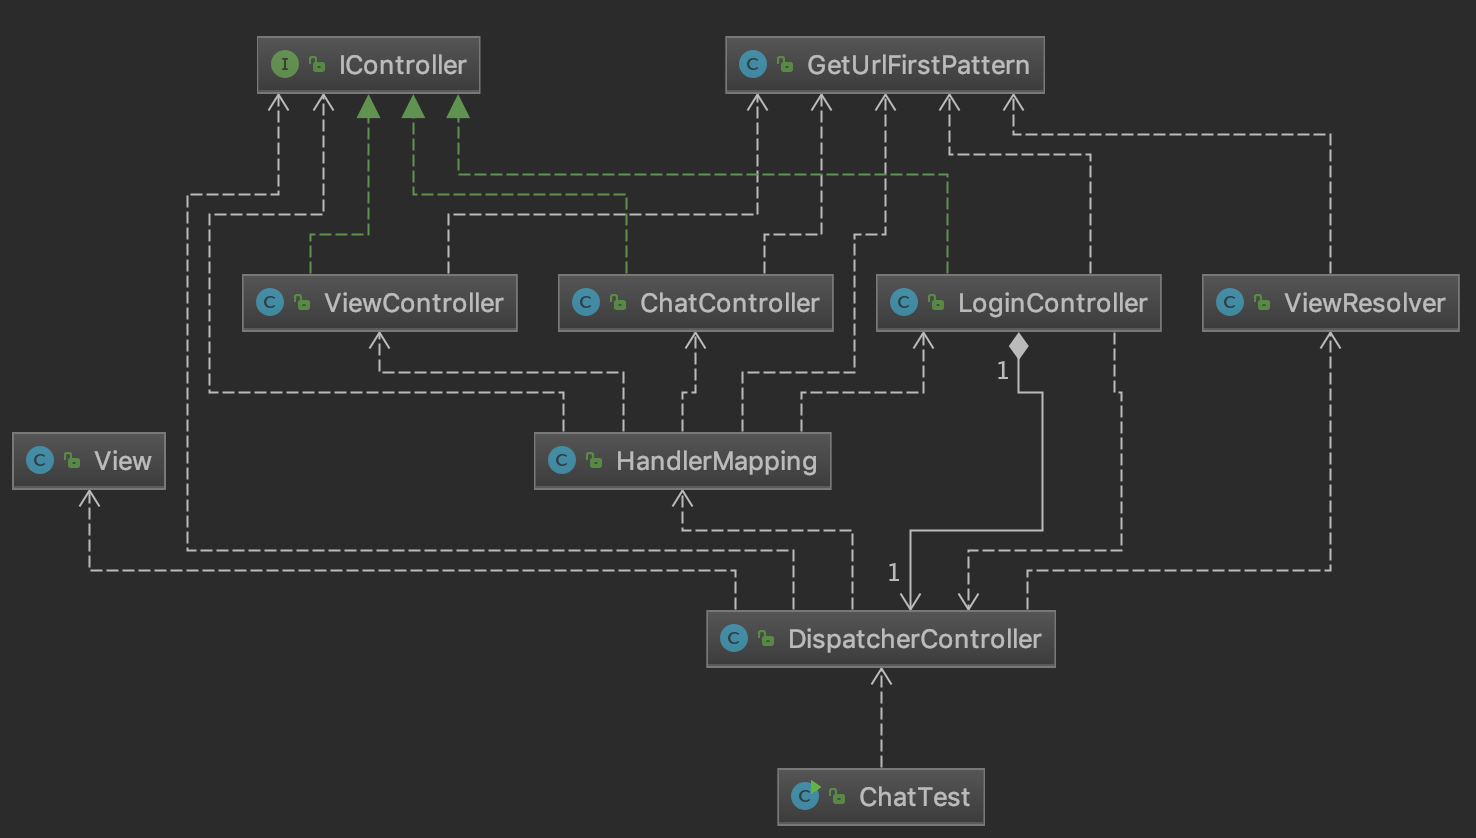 I IController
C GetUrlFirstPattern
C ViewController
C ChatController
C LoginController
C ViewResolver
1
C View
C HandlerMapping
1
C DispatcherController
C ChatTest